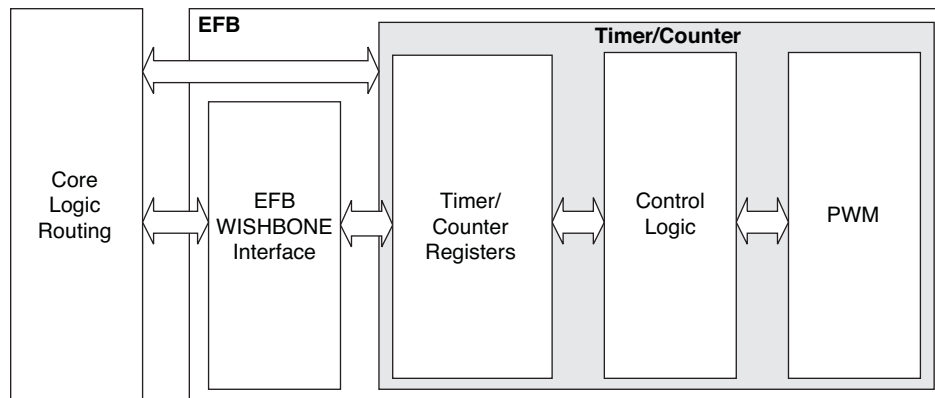 EFB
Timer/Counter
Core
Logic
Routing
EFB
WISHBONE
Interface
Timer/
Counter
Registers
Control
Logic
PWM